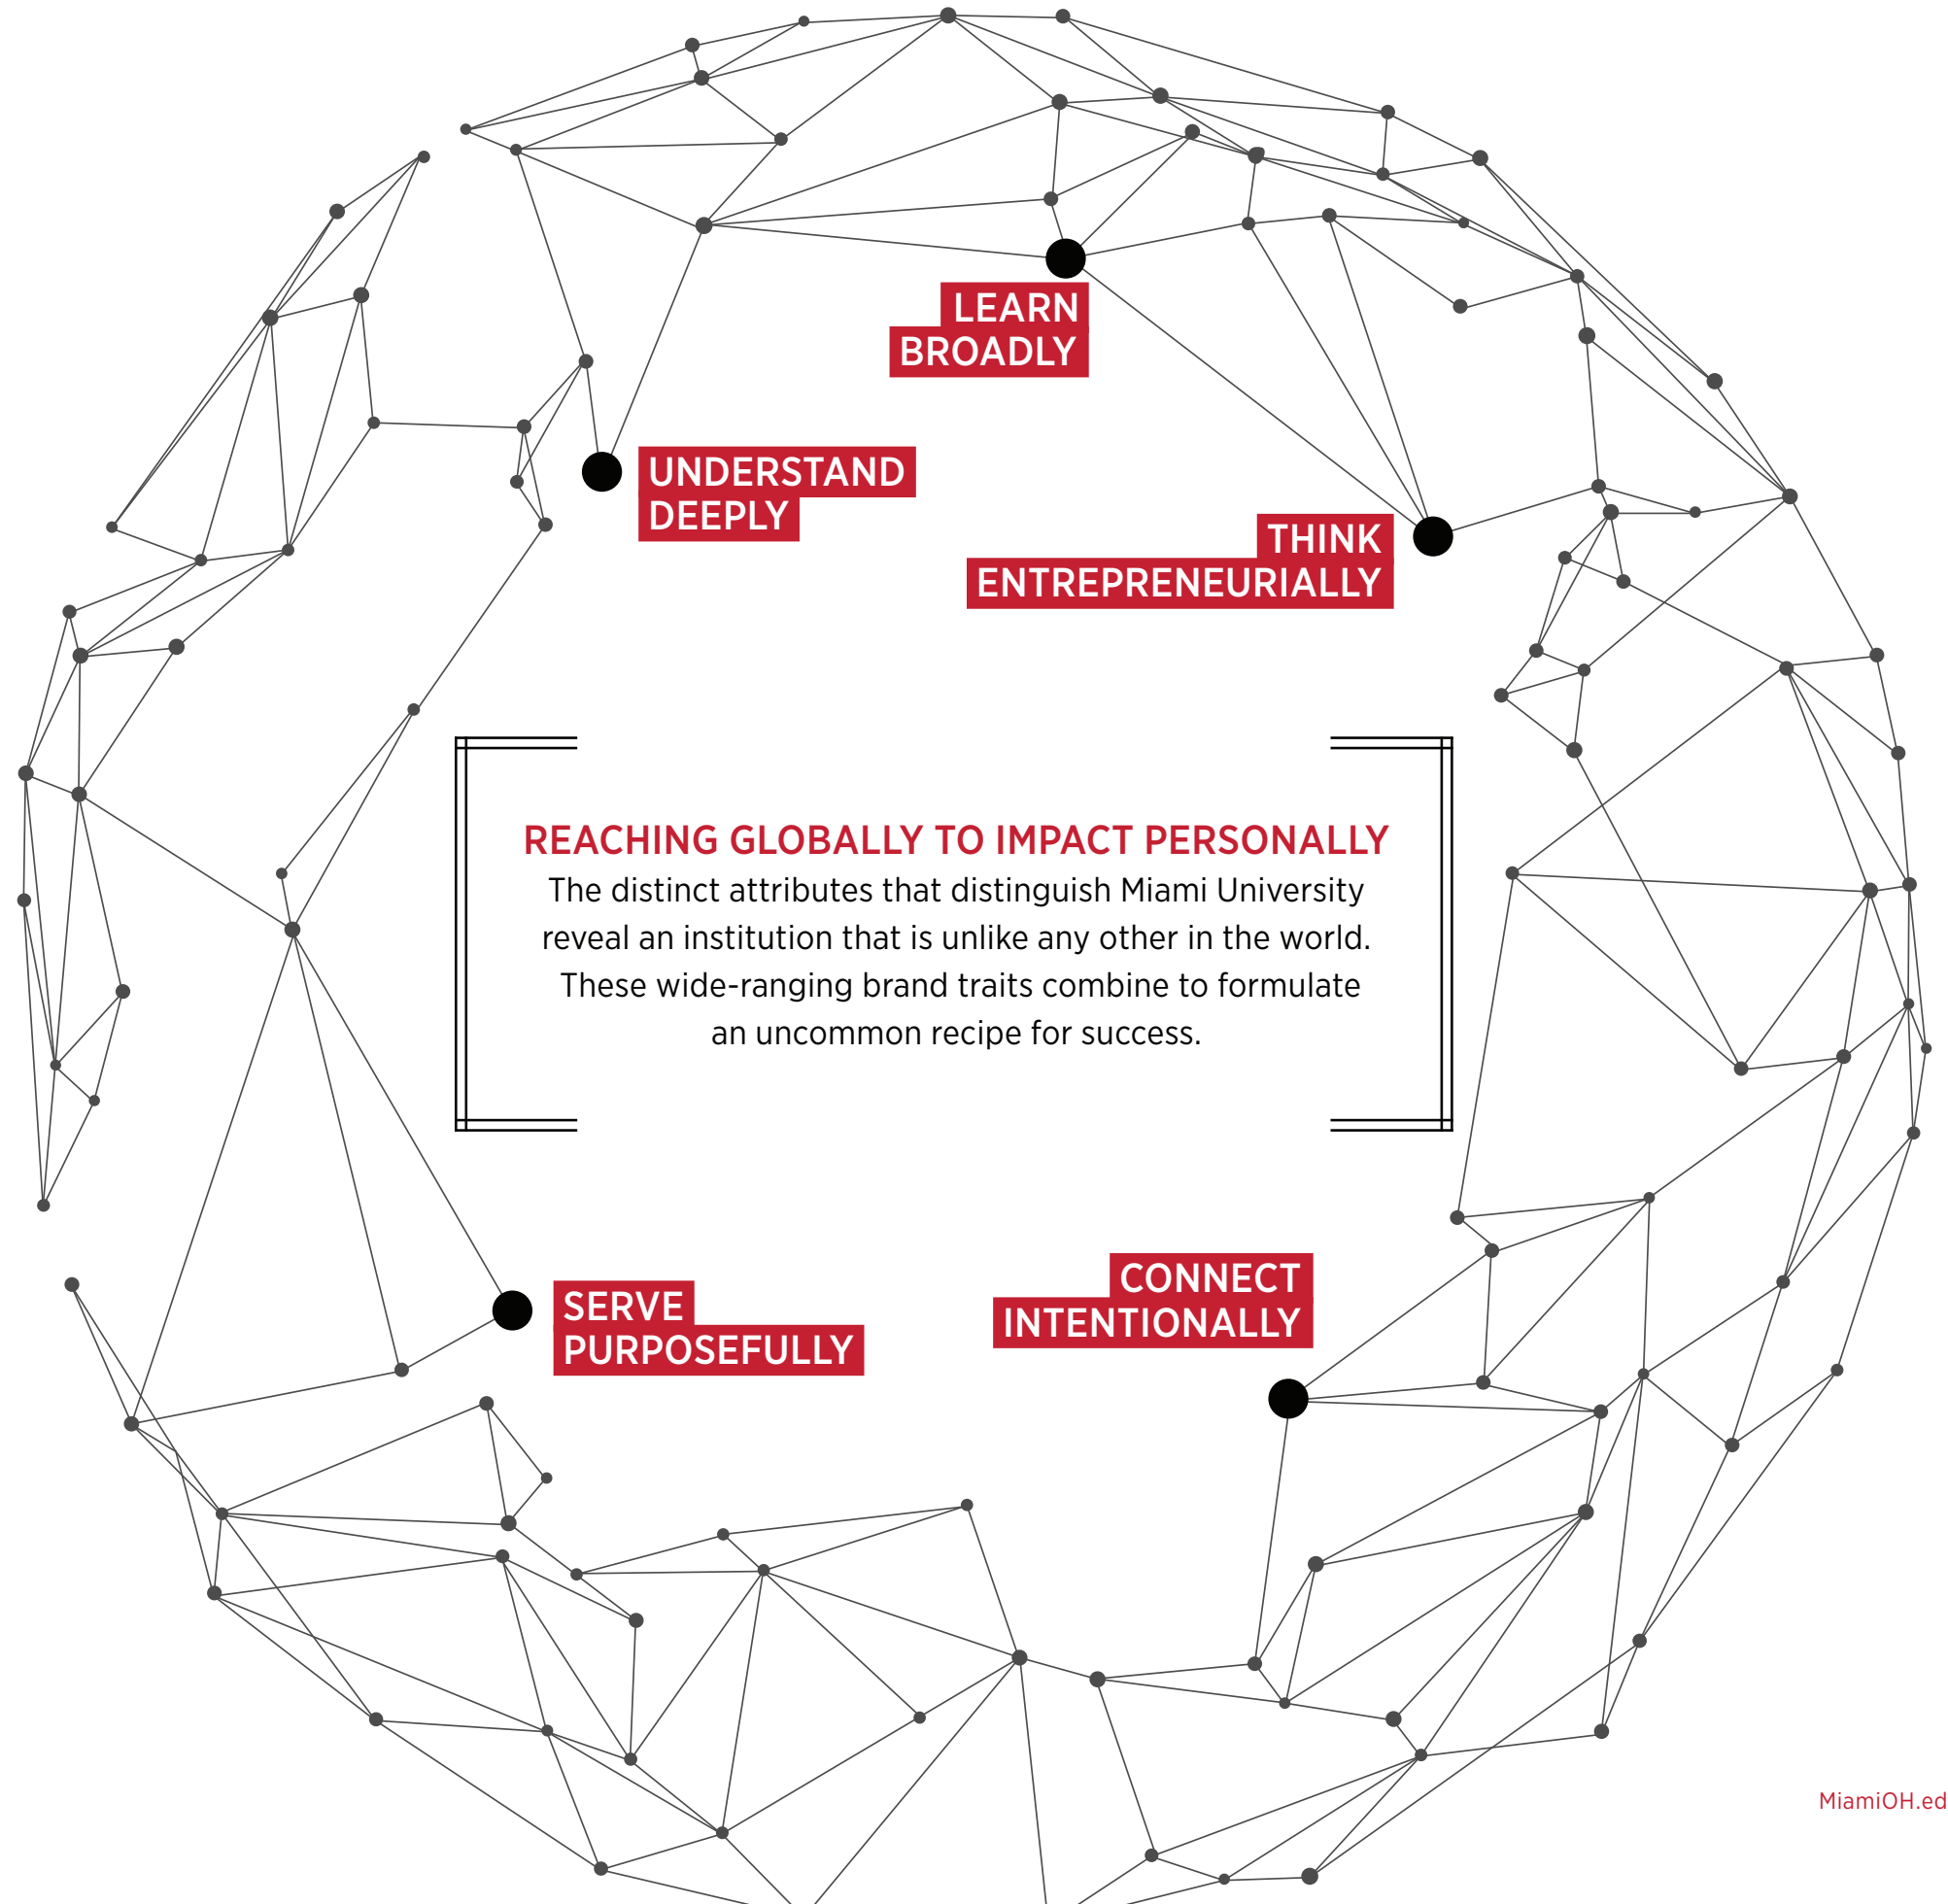 LEARN
BROADLY
UNDERSTAND
DEEPLY
THINK
ENTREPRENEURIALLY
REACHING GLOBALLY TO IMPACT PERSONALLY
The distinct attributes that distinguish Miami University
reveal an institution that is unlike any other in the world.
These wide-ranging brand traits combine to formulate
an uncommon recipe for success.
CONNECT
INTENTIONALLY
SERVE
PURPOSEFULLY
MiamiOH.ed